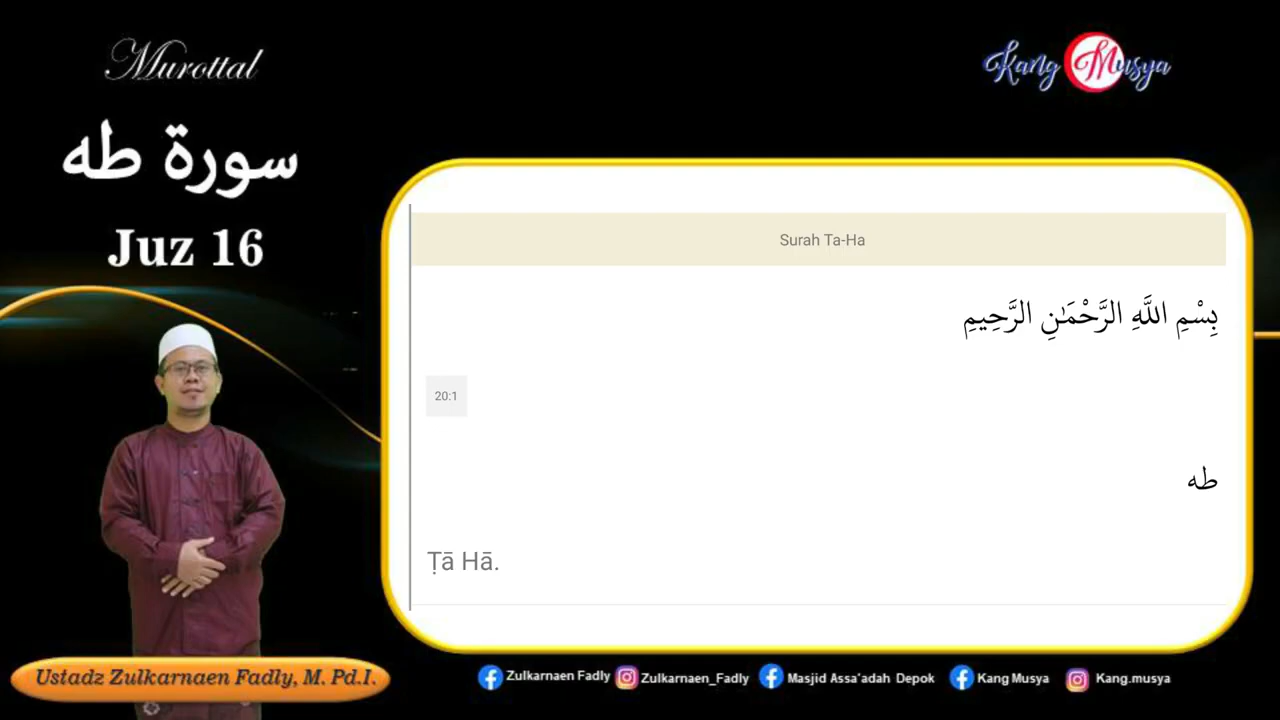 Murottal
سورة طه
Juz 16
Kang Musya
Surah Ta-Ha
بِسْمِ اللَّهِ الرَّحْمَٰنِ الرَّحِيمِ
20:1
طه
Ṭā Hā.
Ustadz Zulkarnaen Fadly, M. Pd.I.
Zulkarnaen Fadly Zulkarnaen_Fadly Masjid Assa'adah Depok Kang Musya Kang.musya